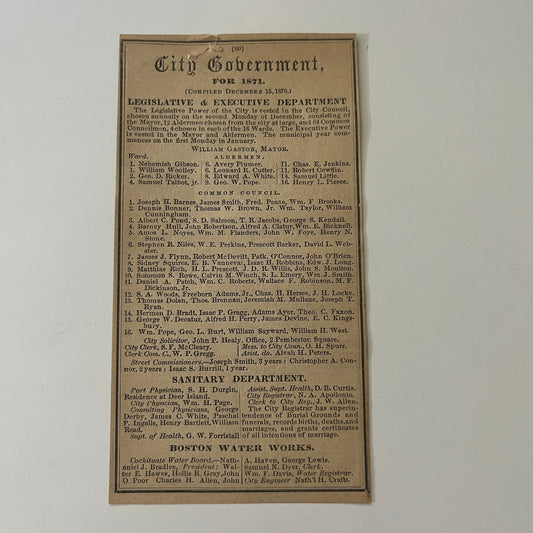 [60]
City Government,
FOR 1871.
(COMPILED DECEMBER 15, 1870.)
LEGISLATIVE & EXECUTIVE DEPARTMENT
The Legislative Power of the City is vested in the City Council,
chosen annually on the second Monday of December, consisting
of the Mayor, 12 Aldermen chosen from the city at large, and 64 Common
Councilmen, 4 chosen in each of the 16 Wards. The Executive Power
is vested in the Mayor and Aldermen. The municipal year com-
mences on the first Monday in January.
WILLIAM GASTON, MAYOR.
Ward. ALDERMEN.
1. Nehemiah Gibson. 6. Avery Plumer. 11. Chas. E. Jenkins.
1. William Woolley. 6. Leonard R. Cutter. 11. Robert Cowdin.
2. Geo. D. Ricker. 8. Edward A. White. 14. Samuel Little.
4. Samuel Talbot, jr. 9. Geo. W. Pope. 16. Henry L. Pierce.
COMMON COUNCIL.
1. Joseph H. Barnes, James Smith, Fred. Pease, Wm. F. Brooks.
2. Dennis Bonner, Thomas W. Brown, Jr. Wm. Taylor, William
Cunningham.
3. Albert C. Pond, S. D. Salmon, T. R. Jacobs, George S. Kendall.
4. Barney Hull, John Robertson, Alfred A. Clatur, Wm. E. Bicknell.
5. Amos L. Noyes, Wm. M. Flanders, John W. Foye, Henry N.
Stone.
6. Stephen R. Niles, W. E. Perkins, Prescott Barker, David L. Web-
ster.
7. James J. Flynn, Robert McDevitt, Patk. O'Connor, John O'Brien.
8. Sidney Squires, E. B. Vannevar, Isaac H. Robbins, Edw. J. Long.
9. Matthias Rich, H. L. Prescott, J. D. R. Willis, John S. Moulton.
10. Solomon S. Rowe, Calvin M. Winch, S. L. Emery, Wm. J. Smith.
11. Daniel A. Patch, Wm. C. Roberts, Wallace F. Robinson, M. F.
Dickinson, Jr.
12. S. A. Woods, Freeborn Adams, Jr., Chas. H. Hersee, J. H. Locke.
13. Thomas Dolan, Thos. Brennan, Jeremiah M. Mullane, Joseph T.
Ryan.
14. Herman D. Bradt, Isaac P. Gragg, Adams Ayer, Theo. C. Faxon.
15. George W. Decatur, Alfred H. Perry, James Devine, E. C. Kings-
bury.
16. Wm. Pope, Geo. L. Burt, William Sayward, William H. West.
City Solicitor, John P. Healy, Office, 2 Pemberton Square.
City Clerk, S. F. McCleary. Mess. to City Coun., O. H. Spurr.
Clerk Com. C., W. P. Gregg. Asist. do. Alvah H. Peters.
Street Commissioners.—Joseph Smith, 3 years: Christopher A. Con-
nor, 2 years: Isaac S. Burrill, 1 year.
SANITARY DEPARTMENT.
Port Physician, S. H. Durgin,
Residence at Deer Island.
City Physician, Wm. H. Page.
Consulting Physicians, George
Derby, James C. White, Paschal
P. Ingalls, Henry Bartlett, William
Read.
Supt. of Health, G. W. Forristall
Assist. Supt. Health, D. B. Curtis.
City Registrar, N. A. Apollonio.
Clerk to City Reg., J. W. Allen.
The City Registrar has superin-
tendence of Burial Grounds and
funerals, records births, deaths, and
marriages, and grants certificates
of all intentions of marriage.
BOSTON WATER WORKS.
Cochituate Water Board,—Nath-
aniel J. Bradlee, President: Wal-
ter E. Hawes, Hollis R. Gray, John
O. Poor Charles H. Allen, John
A. Haven, George Lewis.
Samuel N. Dyer, Clerk.
Wm. F. Davis, Water Registrar.
City Engineer Nath'l H. Crafts.